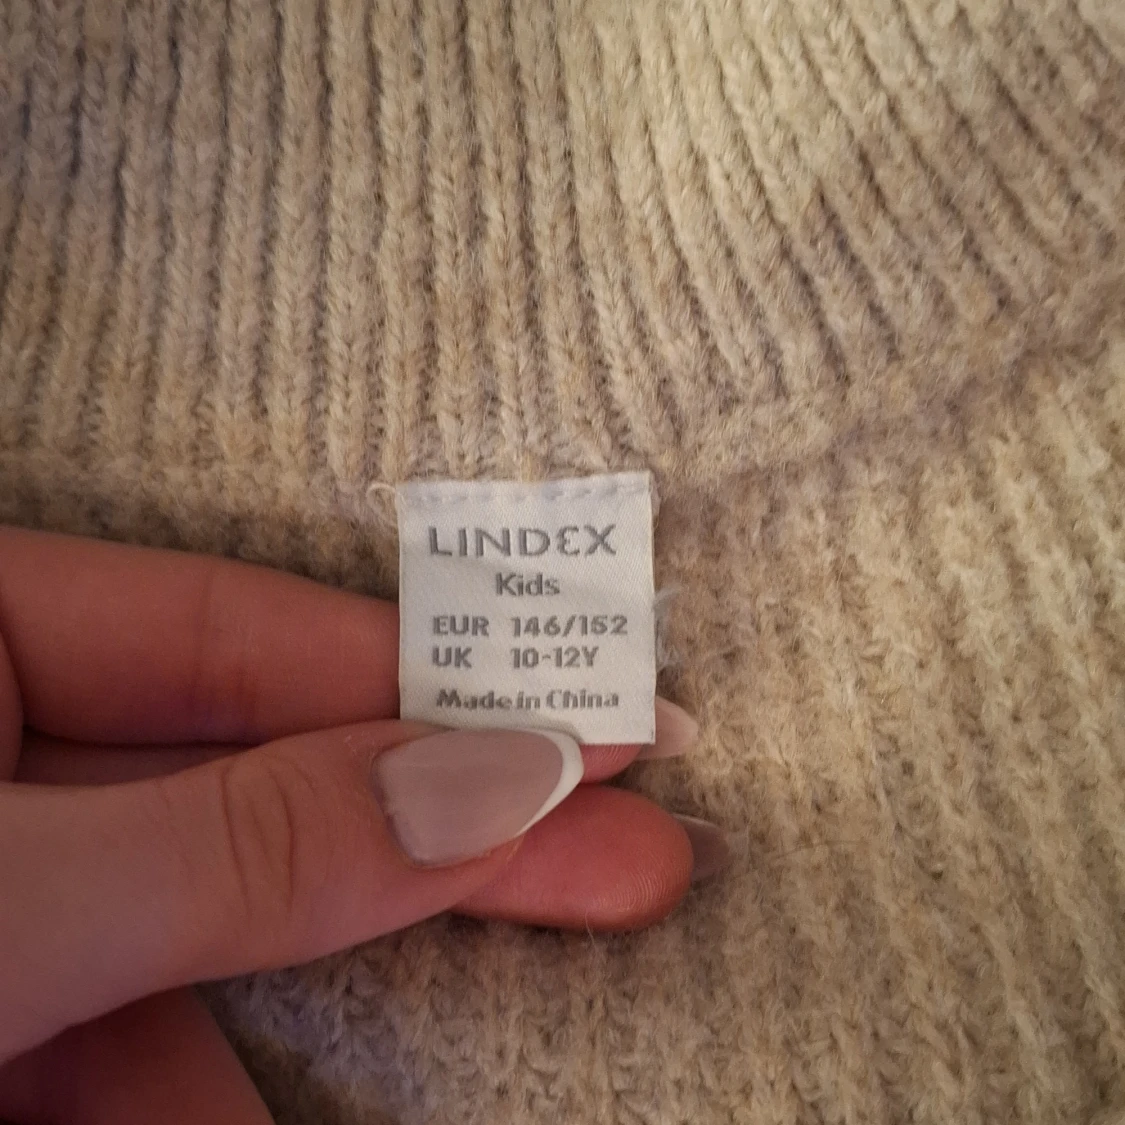 LINDEX
Kids
EUR 146/152
UK 10-12Y
Made in China